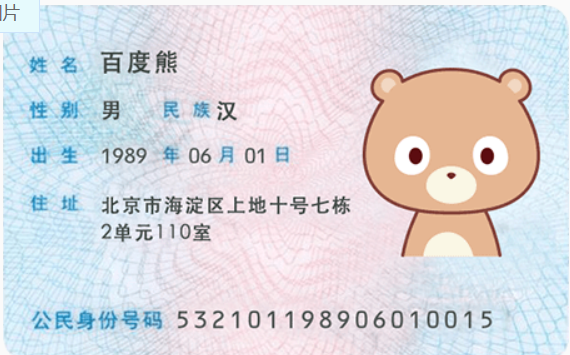 片
姓名 百度熊
性别 男 民族 汉
出生 1989 年 06 月 01 日
住址 北京市海淀区上地十号七栋
2单元110室
公民身份号码 532101198906010015